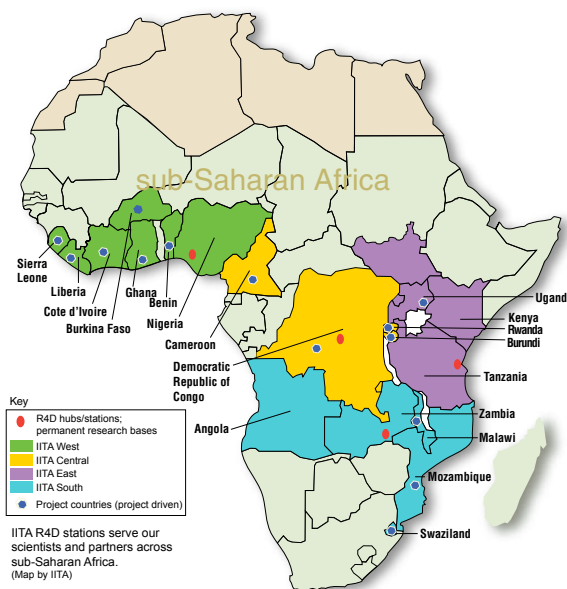 sub-Saharan Africa
Sierra
Leone
Liberia
Cote d'Ivoire
Burkina Faso
Ghana
Benin
Nigeria
Cameroon
Democratic
Republic of
Congo
Angola
Ugand
Kenya
Rwanda
Burundi
Tanzania
Zambia
Malawi
Mozambique
Swaziland
Key
R4D hubs/stations;
permanent research bases
IITA West
IITA Central
IITA East
IITA South
Project countries (project driven)
IITA R4D stations serve our
scientists and partners across
sub-Saharan Africa.
(Map by IITA)